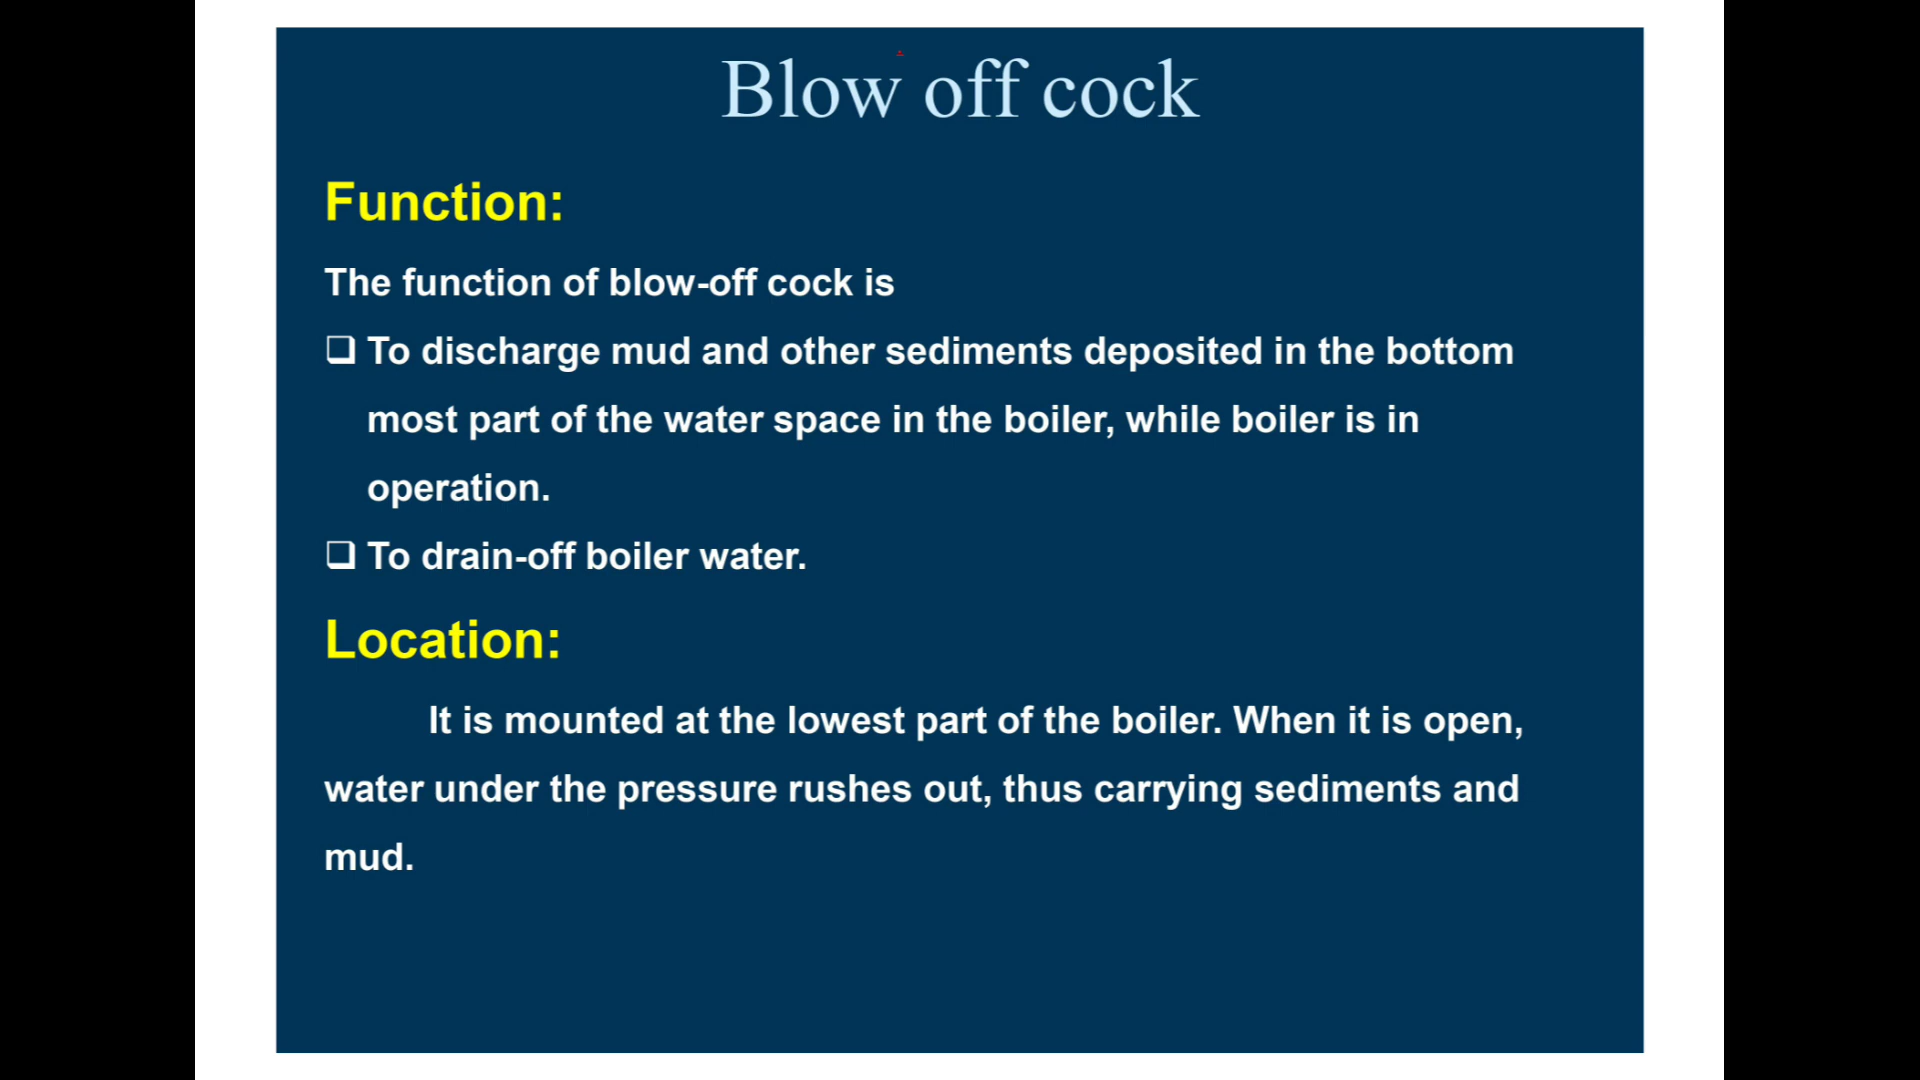 Blow off cock
Function:
The function of blow-off cock is
❑ To discharge mud and other sediments deposited in the bottom
most part of the water space in the boiler, while boiler is in
operation.
❑ To drain-off boiler water.
Location:
It is mounted at the lowest part of the boiler. When it is open,
water under the pressure rushes out, thus carrying sediments and
mud.